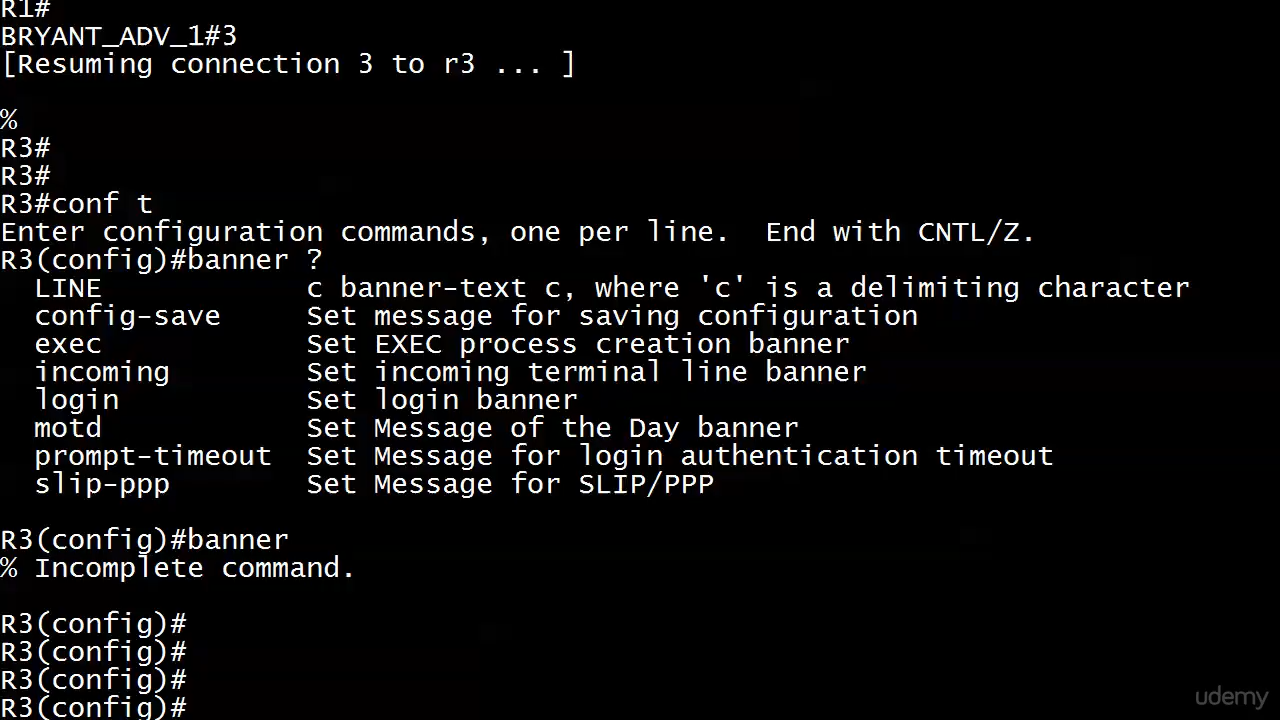 R1#
BRYANT_ADV_1#3
[Resuming connection 3 to r3 ... ]
%
R3#
R3#
R3#conf t
Enter configuration commands, one per line.  End with CNTL/Z.
R3(config)#banner ?
  LINE            c banner-text c, where 'c' is a delimiting character
  config-save     Set message for saving configuration
  exec            Set EXEC process creation banner
  incoming        Set incoming terminal line banner
  login           Set login banner
  motd            Set Message of the Day banner
  prompt-timeout  Set Message for login authentication timeout
  slip-ppp        Set Message for SLIP/PPP
R3(config)#banner
% Incomplete command.
R3(config)#
R3(config)#
R3(config)#
R3(config)#
udemy